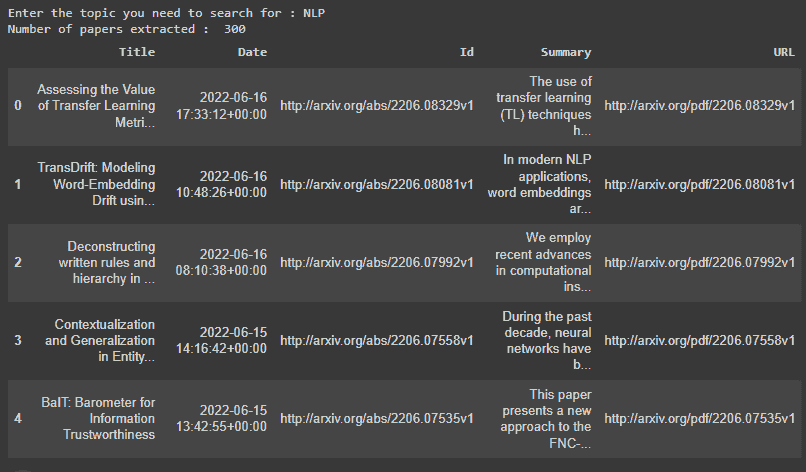 Enter the topic you need to search for : NLP
Number of papers extracted :  300
Title Date Id Summary URL
0 Assessing the Value of Transfer Learning Metri... 2022-06-16 17:33:12+00:00 http://arxiv.org/abs/2206.08329v1 The use of transfer learning (TL) techniques h... http://arxiv.org/pdf/2206.08329v1
1 TransDrift: Modeling Word-Embedding Drift usin... 2022-06-16 10:48:26+00:00 http://arxiv.org/abs/2206.08081v1 In modern NLP applications, word embeddings ar... http://arxiv.org/pdf/2206.08081v1
2 Deconstructing written rules and hierarchy in ... 2022-06-16 08:10:38+00:00 http://arxiv.org/abs/2206.07992v1 We employ recent advances in computational ins... http://arxiv.org/pdf/2206.07992v1
3 Contextualization and Generalization in Entity... 2022-06-15 14:16:42+00:00 http://arxiv.org/abs/2206.07558v1 During the past decade, neural networks have b... http://arxiv.org/pdf/2206.07558v1
4 BaIT: Barometer for Information Trustworthiness 2022-06-15 13:42:55+00:00 http://arxiv.org/abs/2206.07535v1 This paper presents a new approach to the FNC-... http://arxiv.org/pdf/2206.07535v1